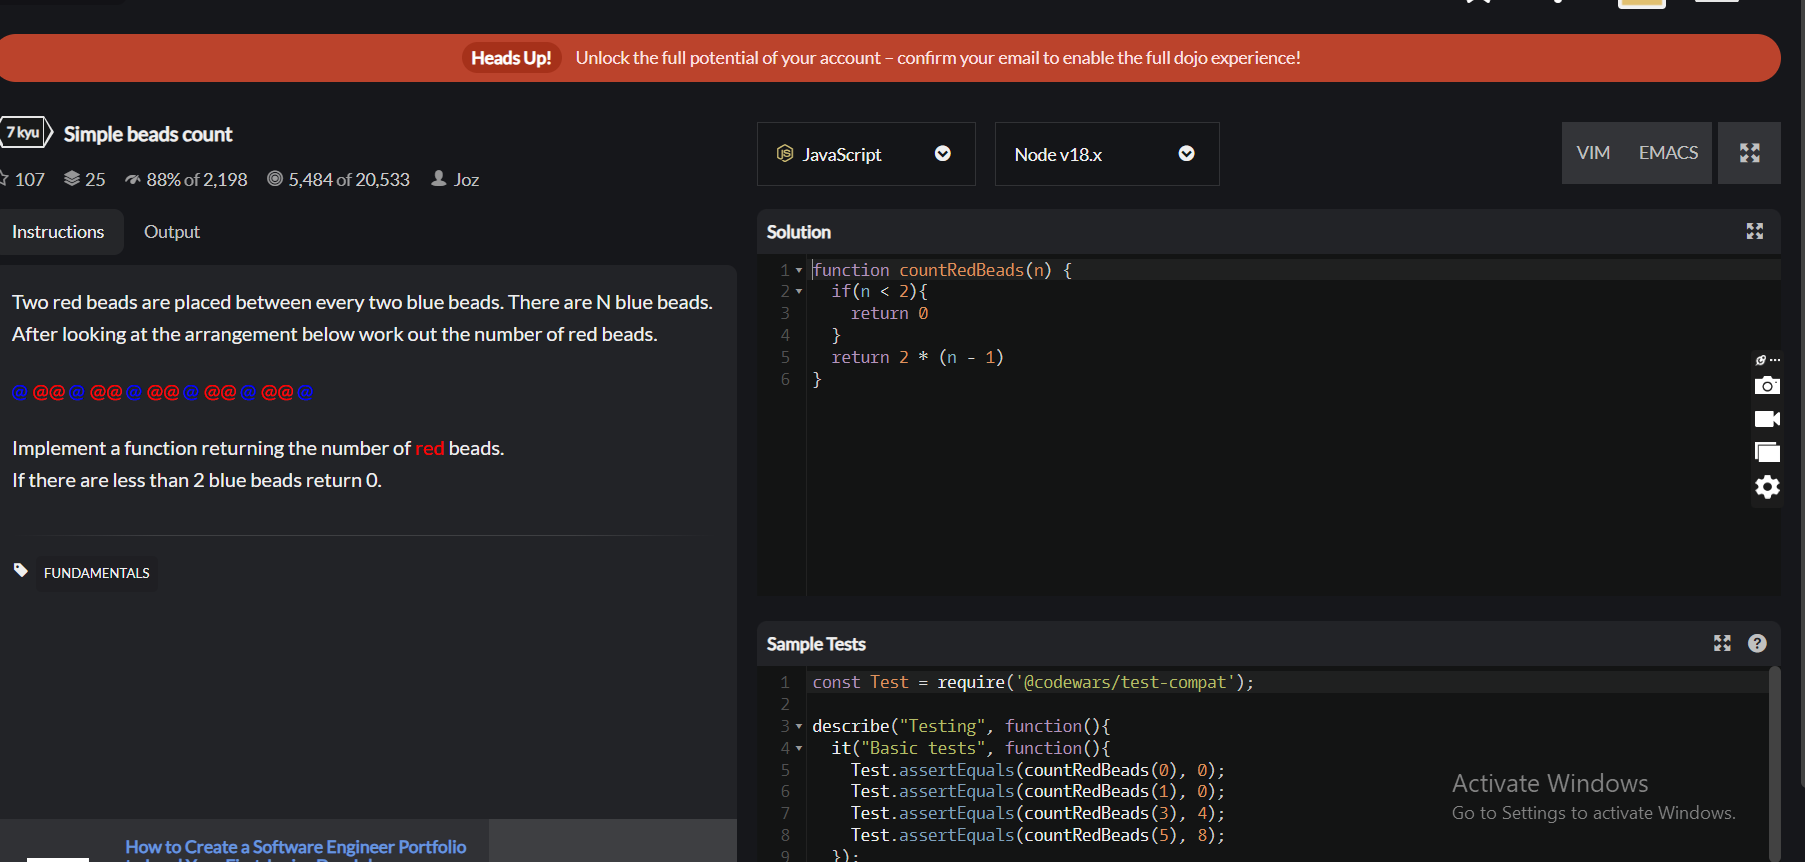 Heads Up! Unlock the full potential of your account – confirm your email to enable the full dojo experience!
7 kyu Simple beads count
107 25 88% of 2,198 5,484 of 20,533 Joz
Instructions Output
Two red beads are placed between every two blue beads. There are N blue beads.
After looking at the arrangement below work out the number of red beads.
@ @@ @ @@ @ @@ @ @@ @ @@ @
Implement a function returning the number of red beads.
If there are less than 2 blue beads return 0.
FUNDAMENTALS
How to Create a Software Engineer Portfolio
JS JavaScript Node v18.x VIM EMACS
Solution
1 function countRedBeads(n) {
2 if(n < 2){
3 return 0
4 }
5 return 2 * (n - 1)
6 }
Sample Tests ?
1 const Test = require('@codewars/test-compat');
2
3 describe("Testing", function(){
4 it("Basic tests", function(){
5 Test.assertEquals(countRedBeads(0), 0);
6 Test.assertEquals(countRedBeads(1), 0);
7 Test.assertEquals(countRedBeads(3), 4);
8 Test.assertEquals(countRedBeads(5), 8);
9 });
Activate Windows
Go to Settings to activate Windows.